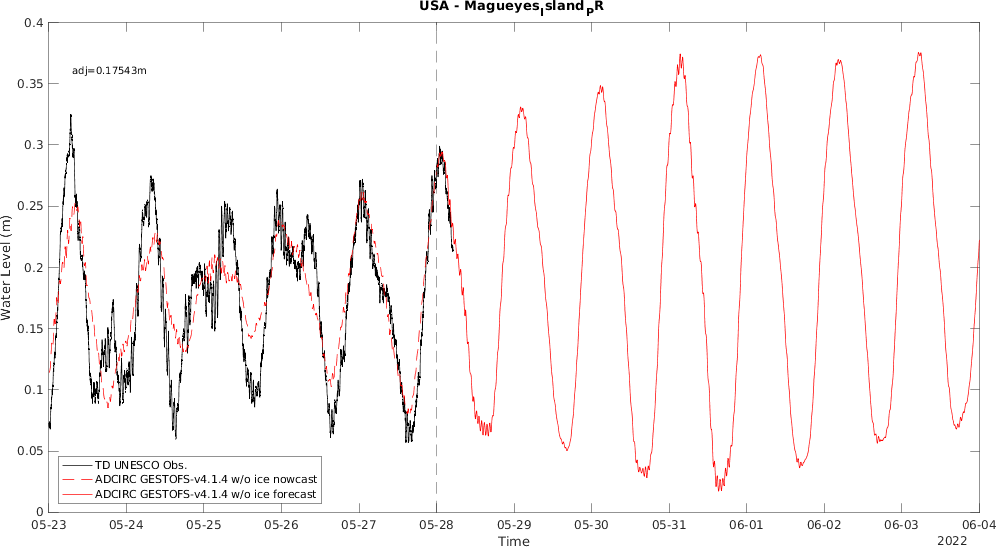 USA - Magueyes_Island_PR
0.4
0.35
0.3
0.25
0.2
0.15
0.1
0.05
0
Water Level (m)
adj=0.17543m
TD UNESCO Obs.
ADCIRC GESTOFS-v4.1.4 w/o ice nowcast
ADCIRC GESTOFS-v4.1.4 w/o ice forecast
05-23 05-24 05-25 05-26 05-27 05-28 05-29 05-30 05-31 06-01 06-02 06-03 06-04
Time
2022